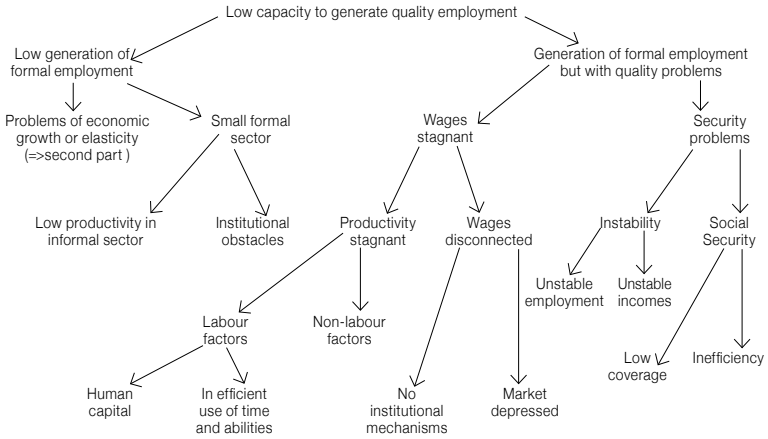 Low capacity to generate quality employment
Low generation of
formal employment
Generation of formal employment
but with quality problems
Problems of economic
growth or elasticity
(=>second part )
Small formal
sector
Wages
stagnant
Security
problems
Low productivity in
informal sector
Institutional
obstacles
Productivity
stagnant
Wages
disconnected
Instability
Social
Security
Unstable
employment
Unstable
incomes
Labour
factors
Non-labour
factors
Low
coverage
Inefficiency
Human
capital
In efficient
use of time
and abilities
No
institutional
mechanisms
Market
depressed